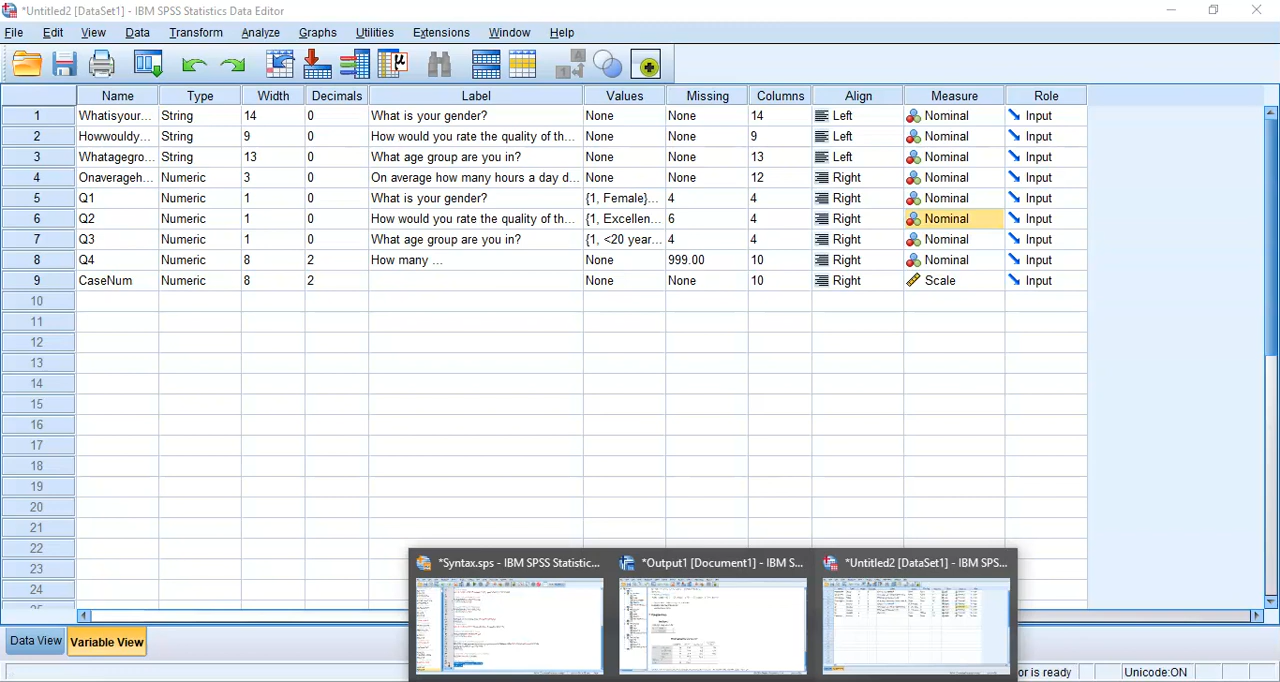 *Untitled2 [DataSet1] - IBM SPSS Statistics Data Editor
File Edit View Data Transform Analyze Graphs Utilities Extensions Window Help
Name Type Width Decimals Label Values Missing Columns Align Measure Role
1 Whatisyour... String 14 0 What is your gender? None None 14 Left Nominal Input
2 Howwouldy... String 9 0 How would you rate the quality of th... None None 9 Left Nominal Input
3 Whatagegro... String 13 0 What age group are you in? None None 13 Left Nominal Input
4 Onaverageh... Numeric 3 0 On average how many hours a day d... None None 12 Right Nominal Input
5 Q1 Numeric 1 0 What is your gender? {1, Female}... 4 4 Right Nominal Input
6 Q2 Numeric 1 0 How would you rate the quality of th... {1, Excellen... 6 4 Right Nominal Input
7 Q3 Numeric 1 0 What age group are you in? {1, <20 year... 4 4 Right Nominal Input
8 Q4 Numeric 8 2 How many ... None 999.00 10 Right Nominal Input
9 CaseNum Numeric 8 2 None None 10 Right Scale Input
10
11
12
13
14
15
16
17
18
19
20
21
22
23
24
*Syntax.sps - IBM SPSS Statistic... *Output1 [Document1] - IBM S... *Untitled2 [DataSet1] - IBM SPS...
Data View Variable View
or is ready Unicode:ON